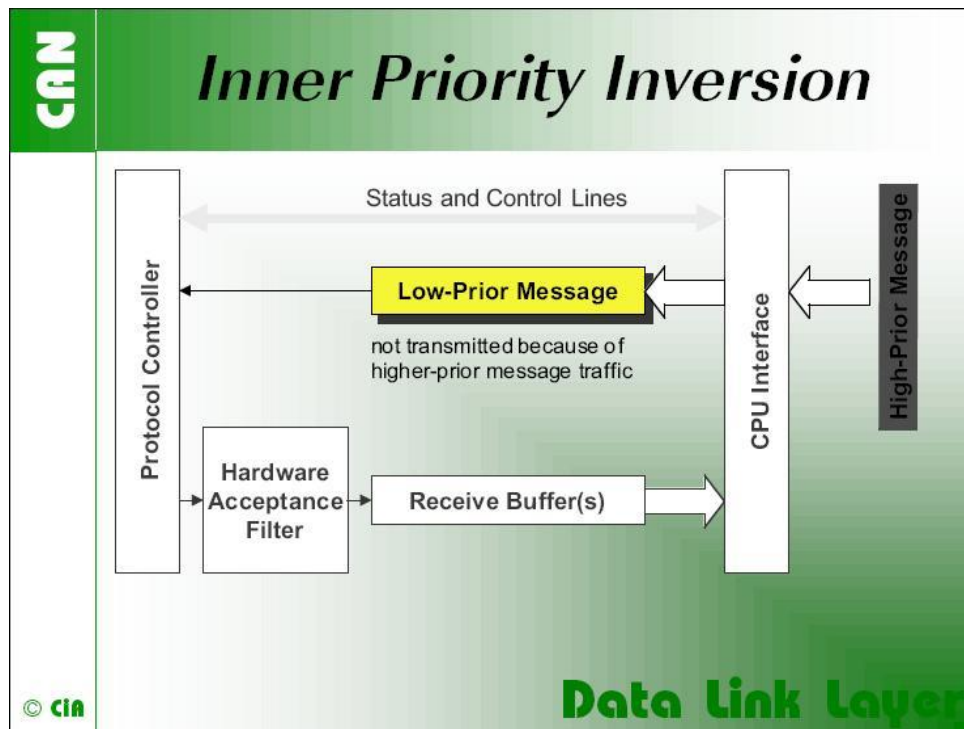 CAN
Inner Priority Inversion
Status and Control Lines
Protocol Controller
Low-Prior Message
not transmitted because of
higher-prior message traffic
CPU Interface
High-Prior Message
Hardware
Acceptance
Filter
Receive Buffer(s)
© CiA
Data Link Layer